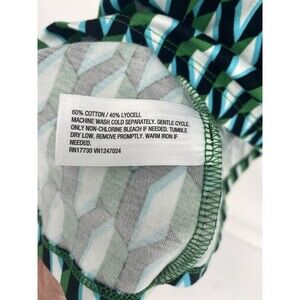 60% COTTON / 40% LYOCELL
MACHINE WASH COLD SEPARATELY. GENTLE CYCLE.
ONLY NON-CHLORINE BLEACH IF NEEDED. TUMBLE
DRY LOW. REMOVE PROMPTLY. WARM IRON IF
NEEDED.
RN17730 VN1247024